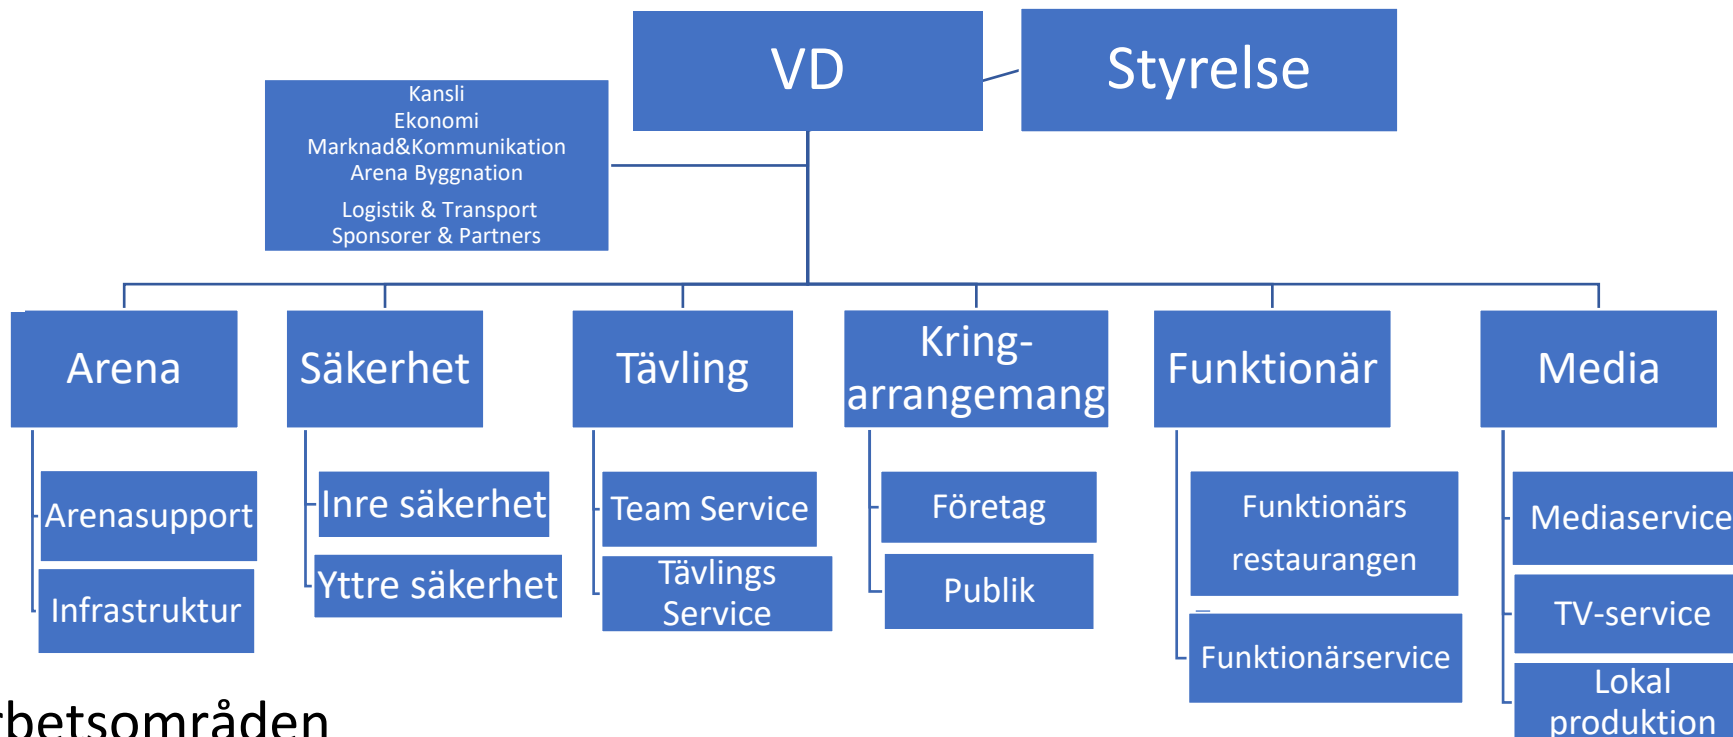 VD
Styrelse
Kansli
Ekonomi
Marknad&Kommunikation
Arena Byggnation
Logistik & Transport
Sponsorer & Partners
Arena
Säkerhet
Tävling
Kring-
arrangemang
Funktionär
Media
Arenasupport
Infrastruktur
Inre säkerhet
Yttre säkerhet
Team Service
Tävlings
Service
Företag
Publik
Funktionärs
restaurangen
Funktionärservice
Mediaservice
TV-service
Lokal
produktion
rbetsområden